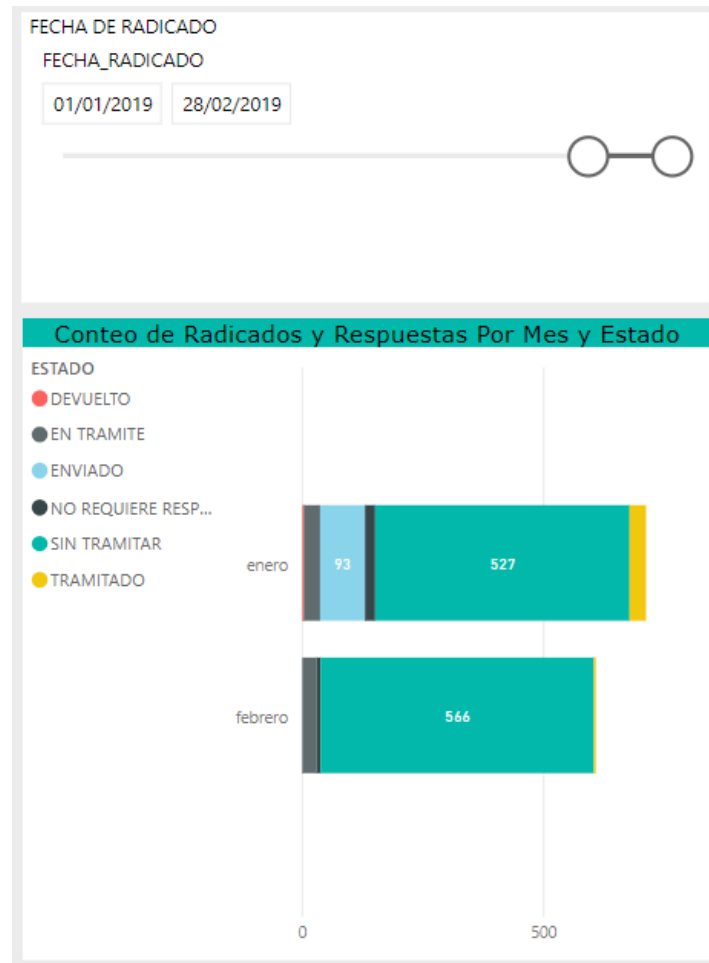 FECHA DE RADICADO
FECHA_RADICADO
01/01/2019 28/02/2019
Conteo de Radicados y Respuestas Por Mes y Estado
ESTADO
DEVUELTO
EN TRAMITE
ENVIADO
NO REQUIERE RESP...
SIN TRAMITAR
TRAMITADO
enero 93 527
febrero 566
0 500